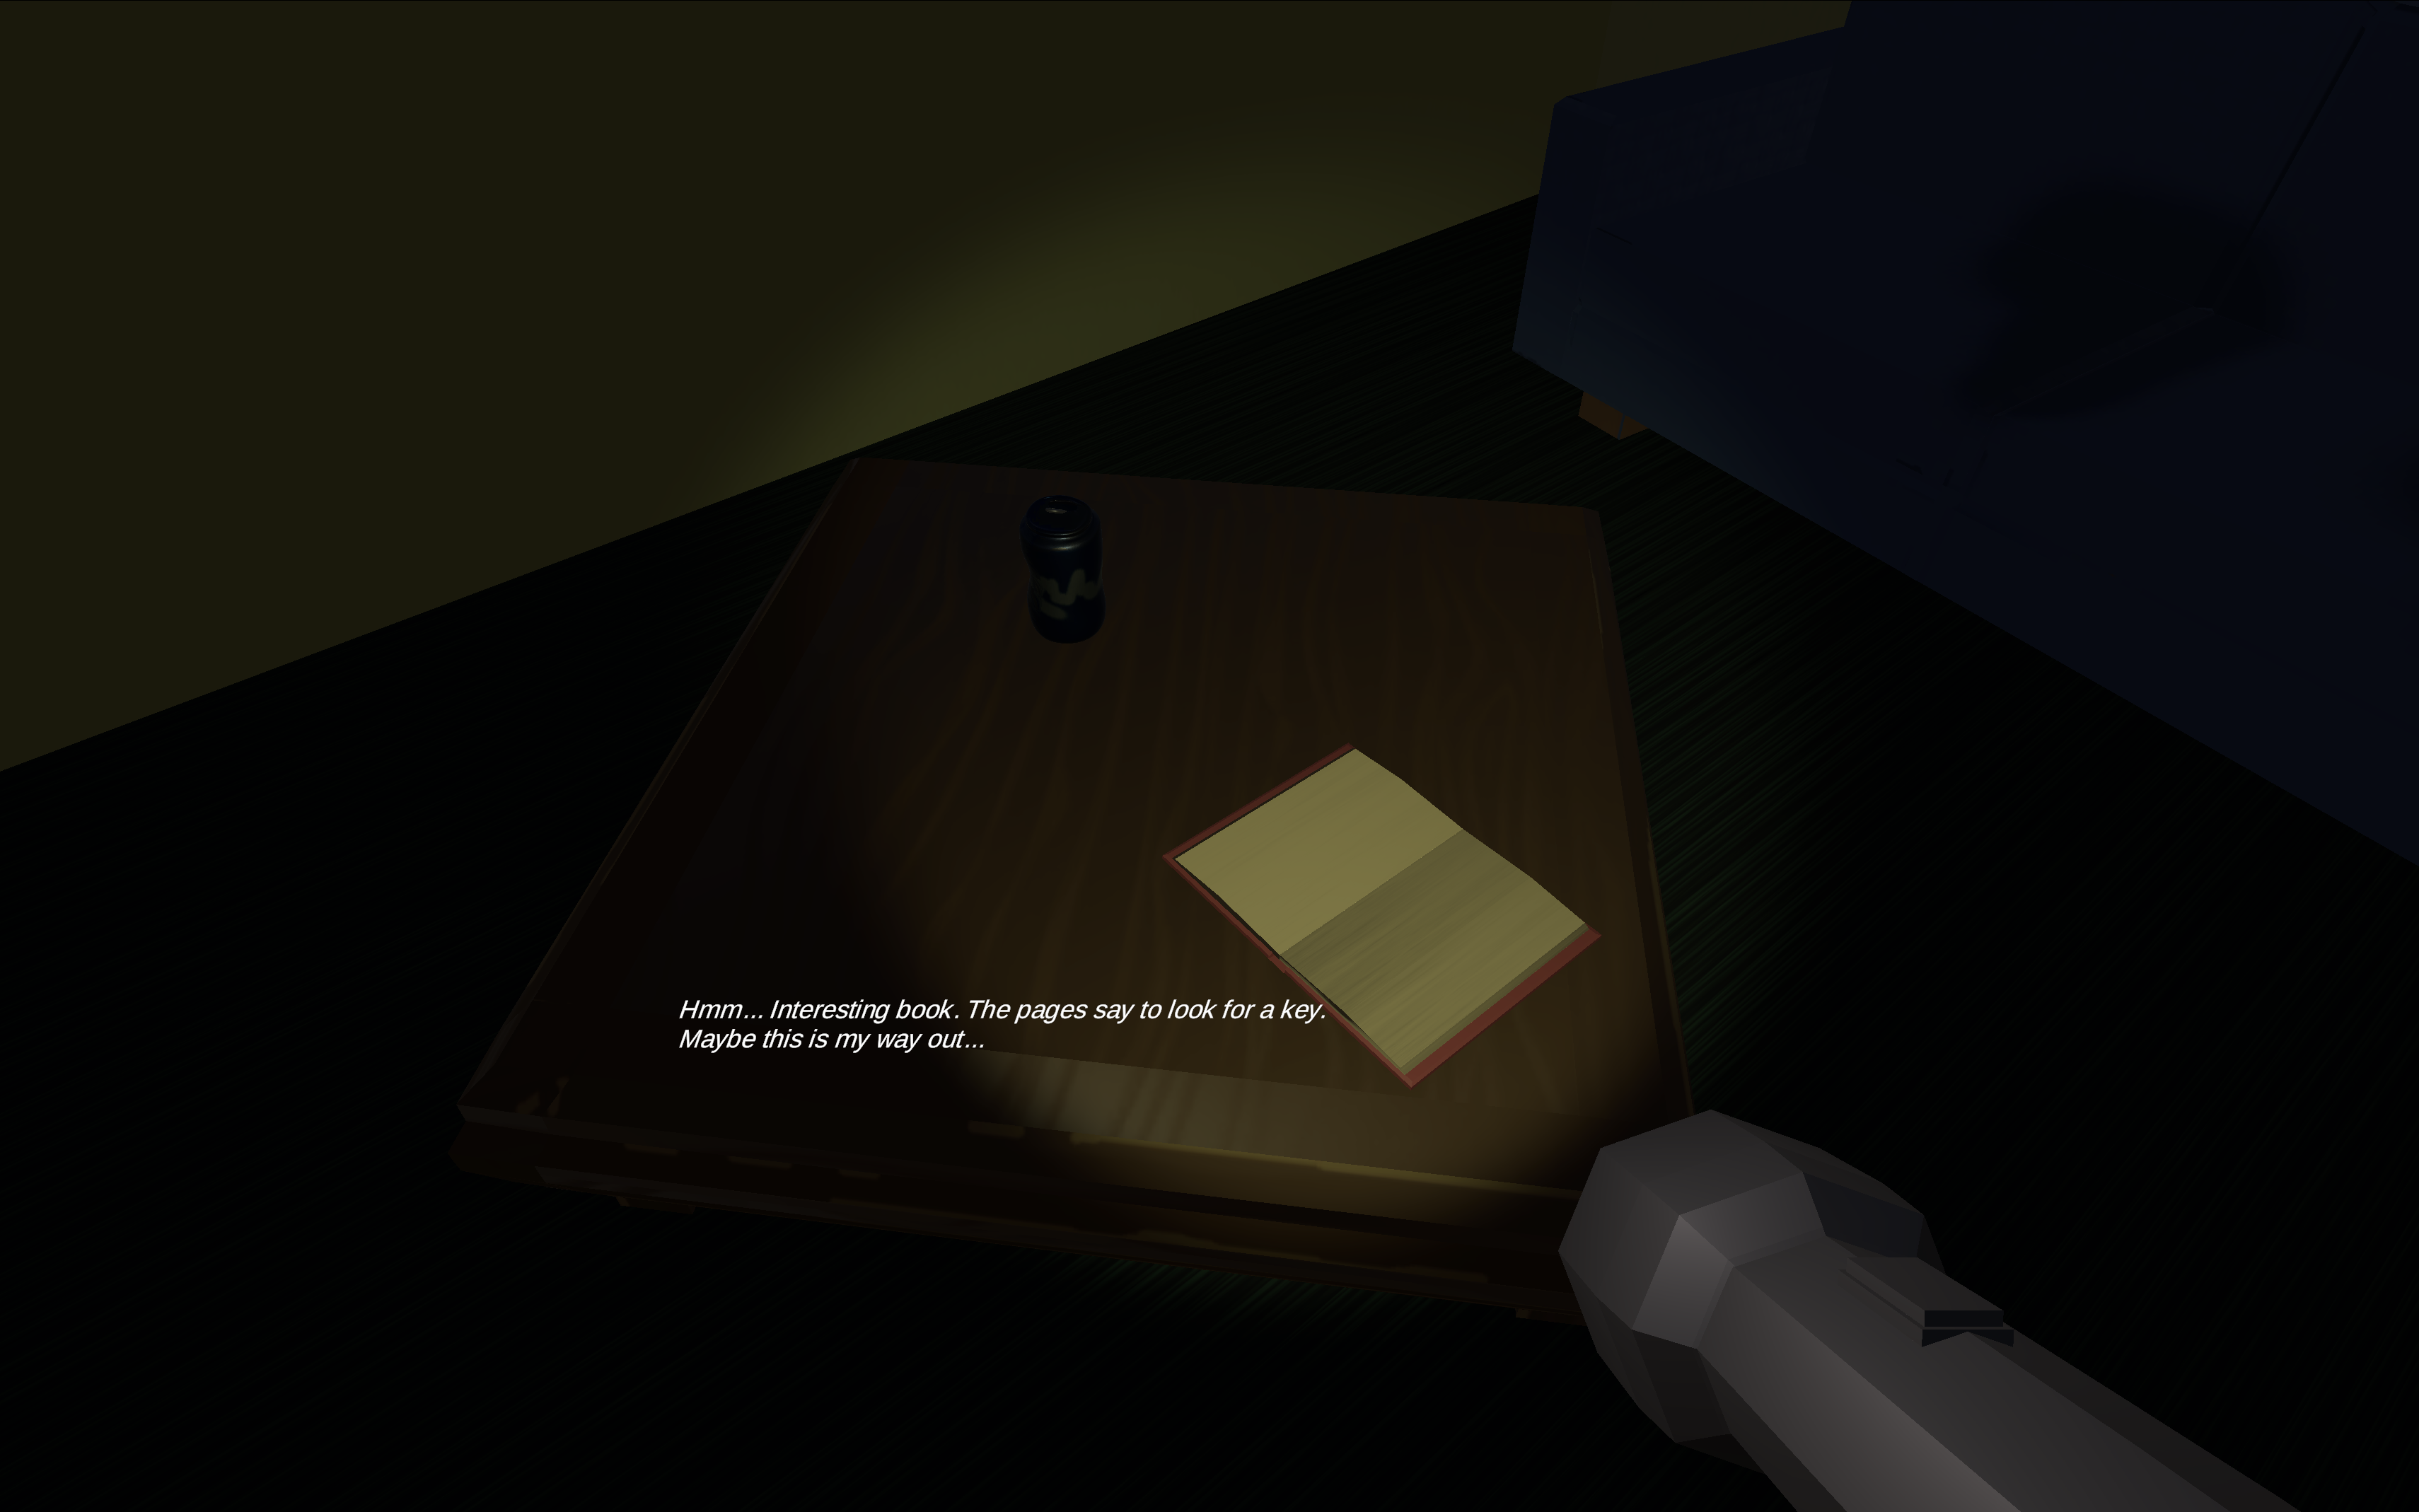 Hmm... Interesting book. The pages say to look for a key.
Maybe this is my way out...